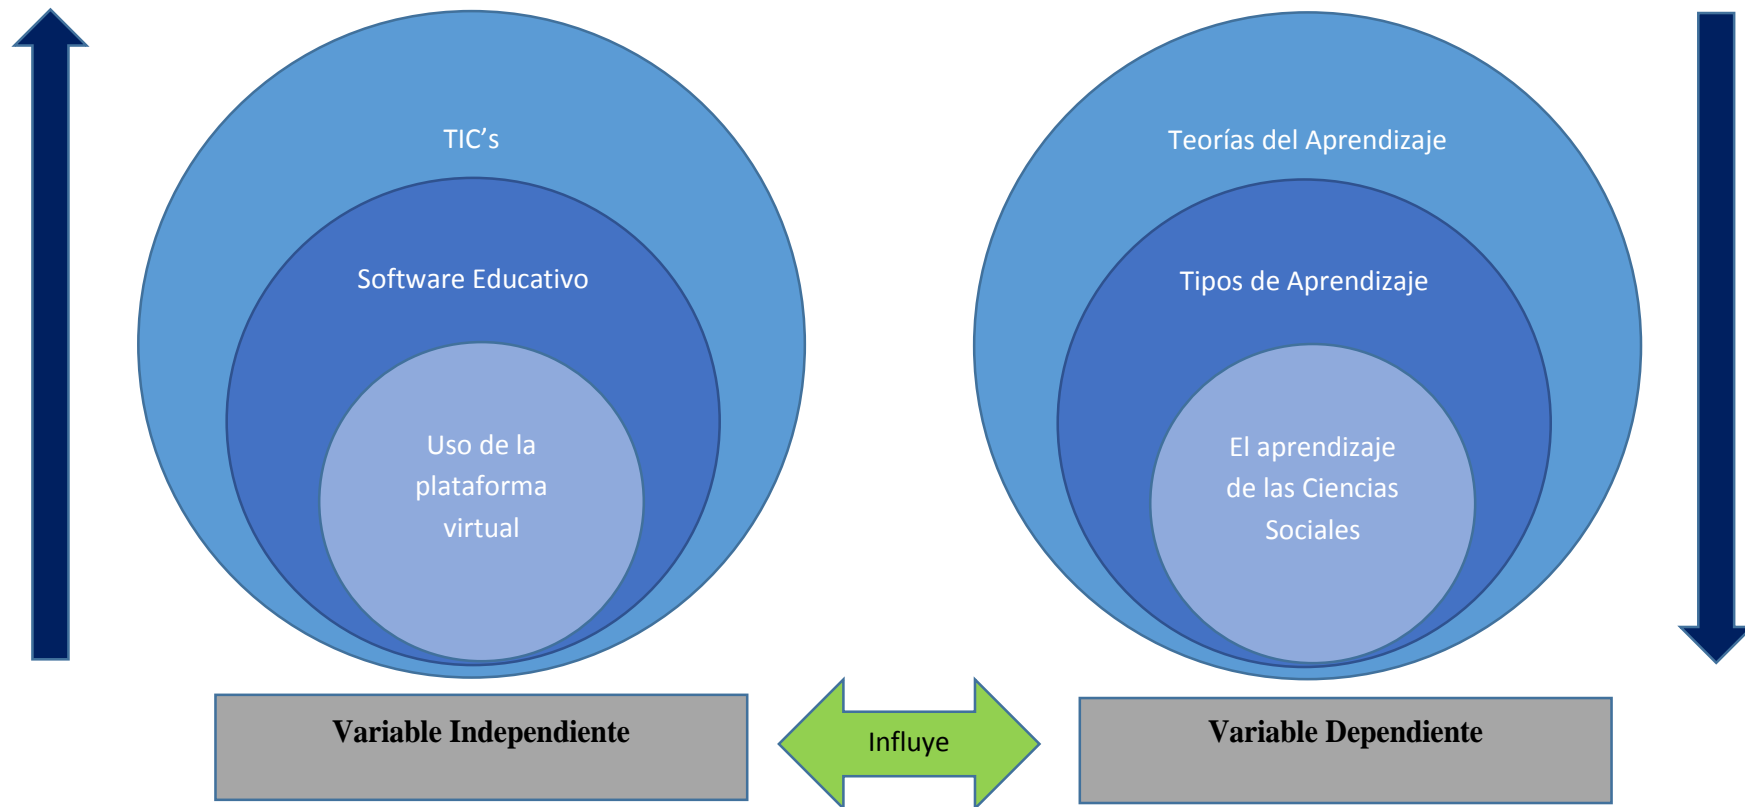 TIC’s
Software Educativo
Uso de la
plataforma
virtual
Teorías del Aprendizaje
Tipos de Aprendizaje
El aprendizaje
de las Ciencias
Sociales
Variable Independiente
Influye
Variable Dependiente